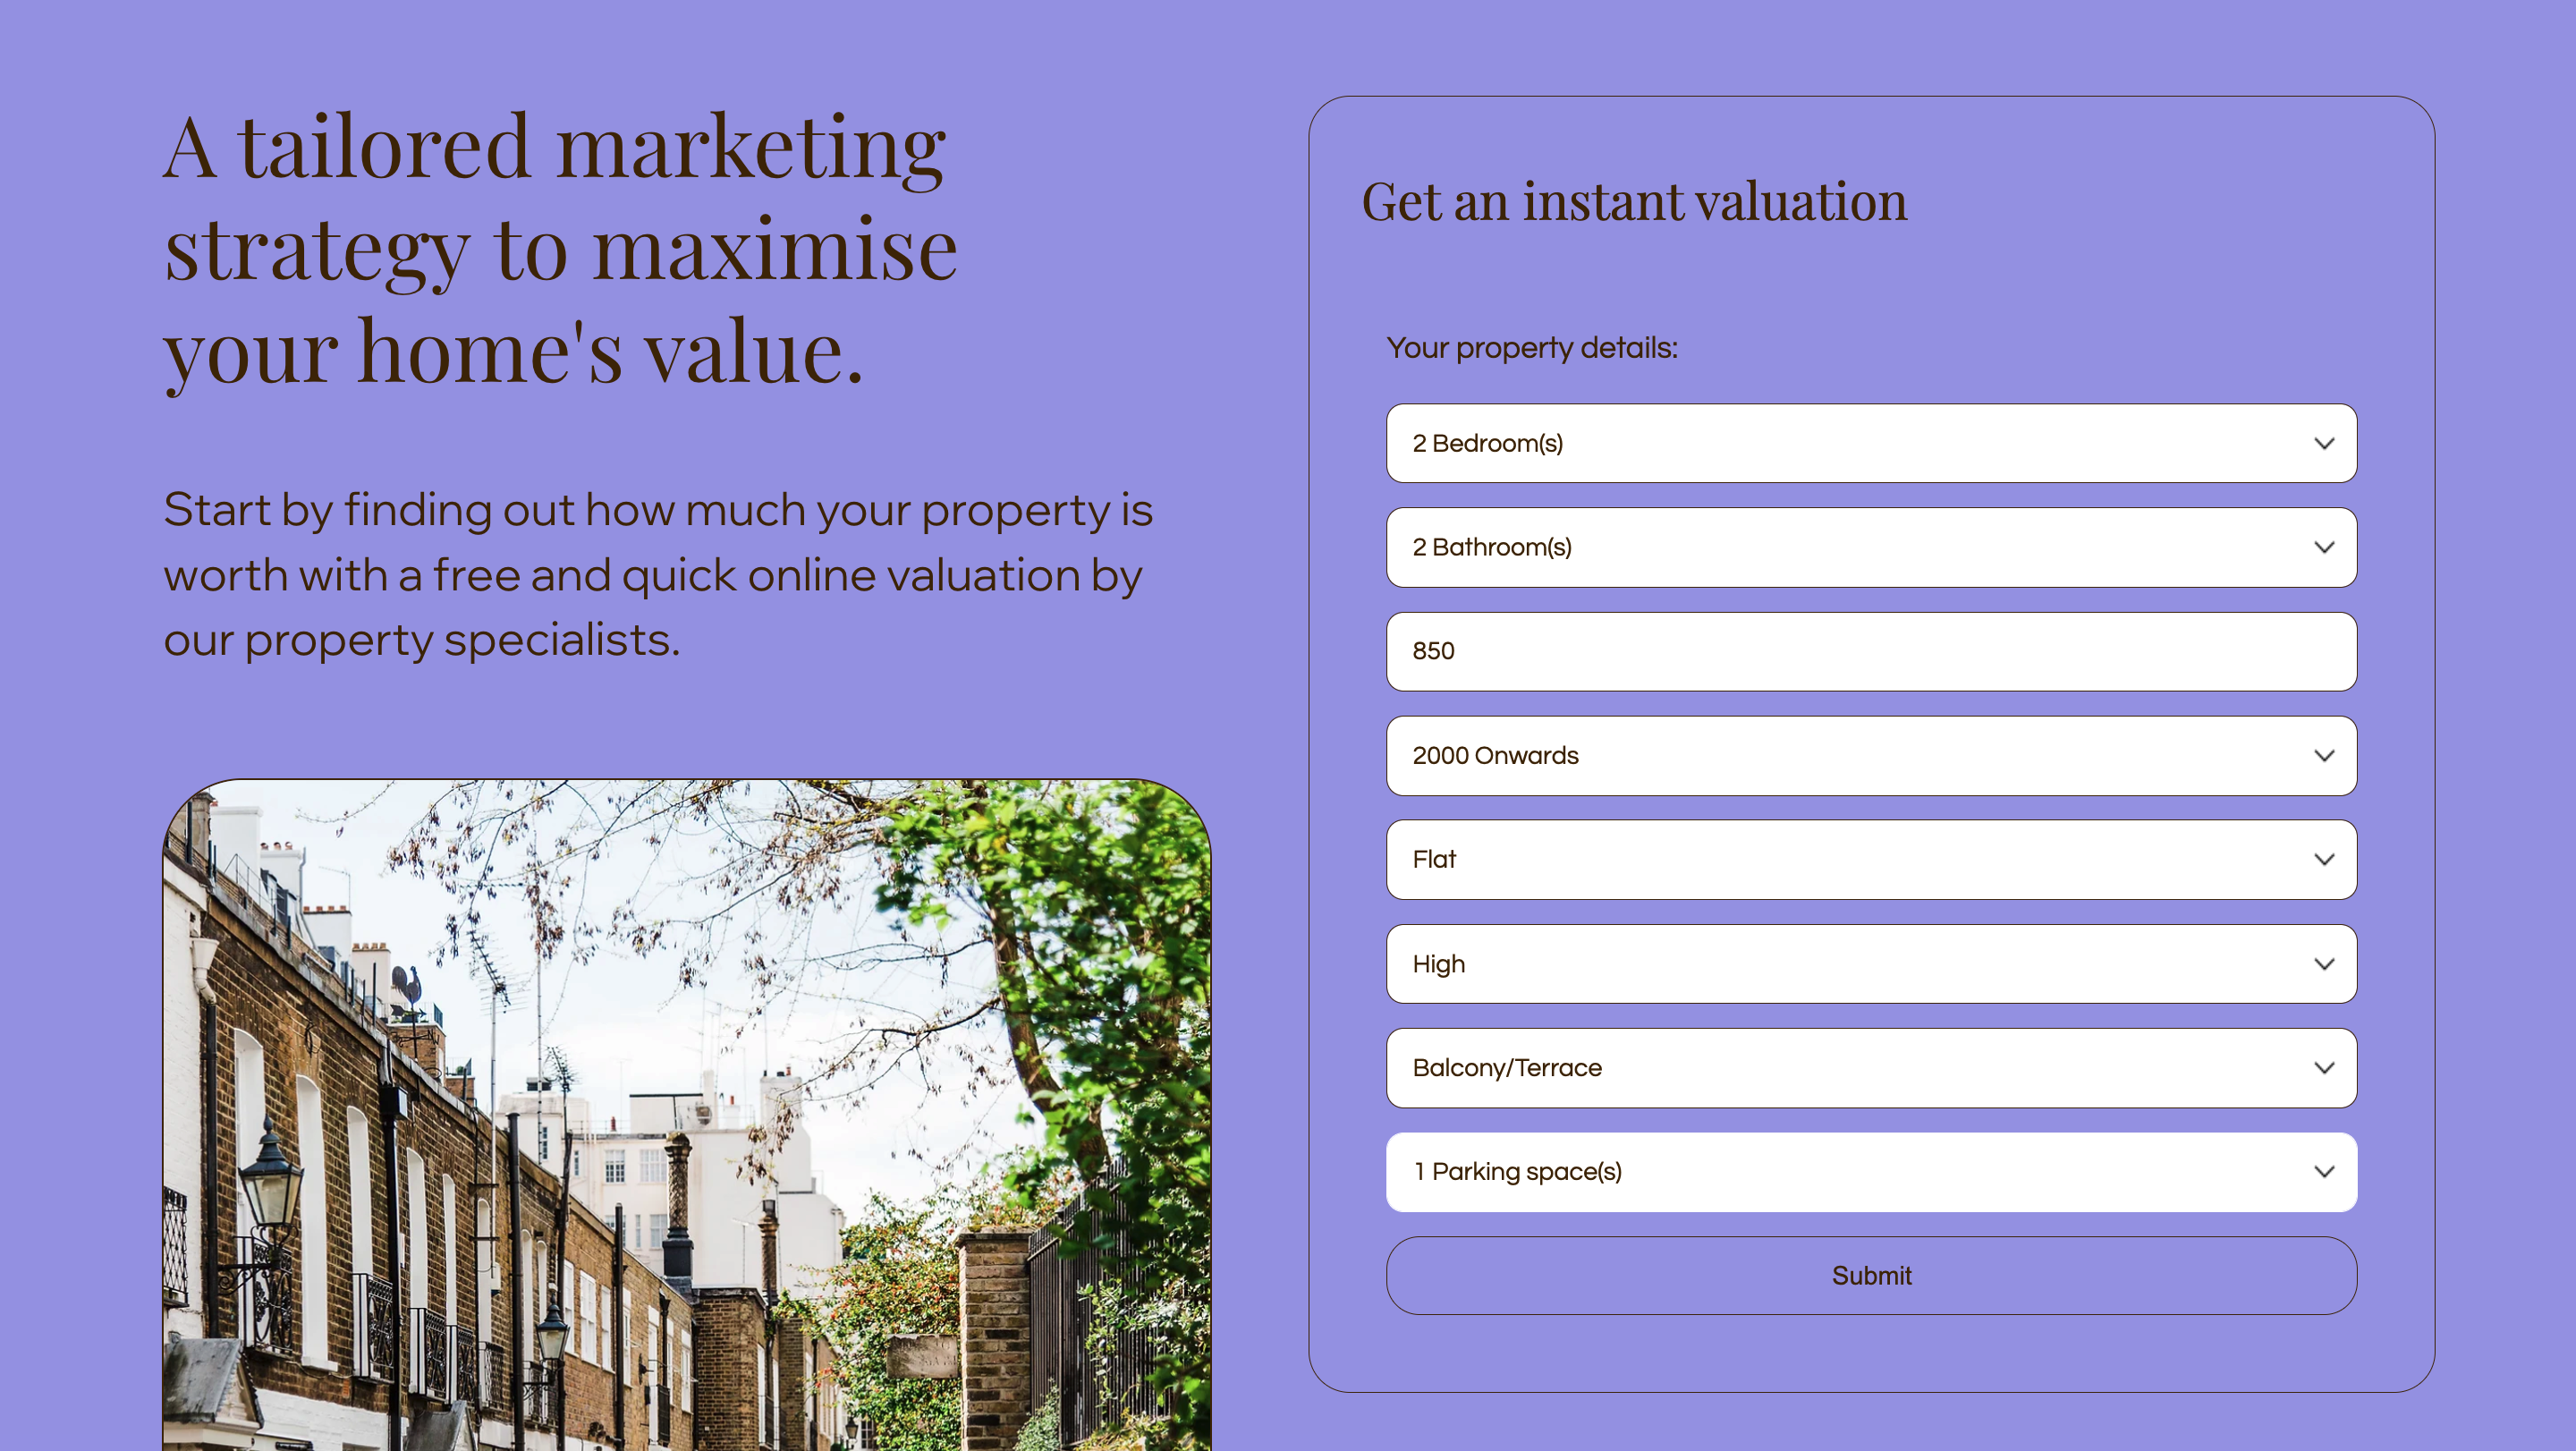 A tailored marketing
strategy to maximise
your home's value.
Start by finding out how much your property is
worth with a free and quick online valuation by
our property specialists.
Get an instant valuation
Your property details:
2 Bedroom(s)
2 Bathroom(s)
850
2000 Onwards
Flat
High
Balcony/Terrace
1 Parking space(s)
Submit